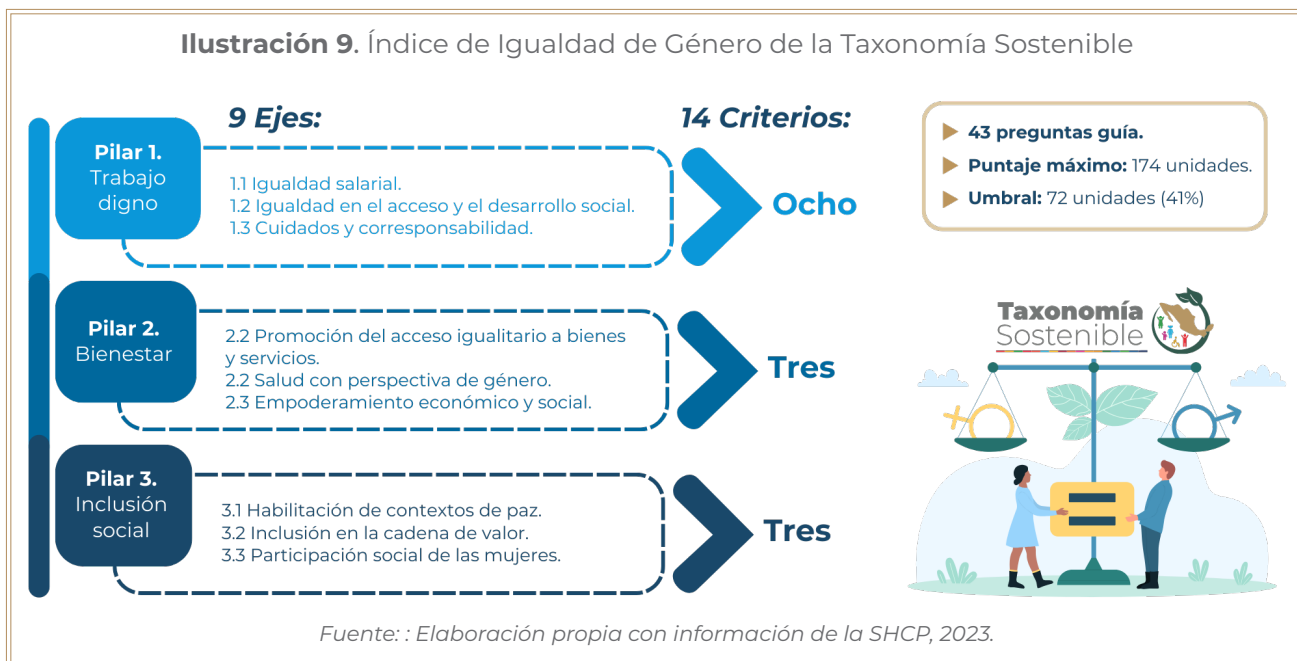 Ilustración 9. Índice de Igualdad de Género de la Taxonomía Sostenible
9 Ejes:
14 Criterios:
Pilar 1.
Trabajo
digno
1.1 Igualdad salarial.
1.2 Igualdad en el acceso y el desarrollo social.
1.3 Cuidados y corresponsabilidad.
Ocho
Pilar 2.
Bienestar
2.2 Promoción del acceso igualitario a bienes
y servicios.
2.2 Salud con perspectiva de género.
2.3 Empoderamiento económico y social.
Tres
Pilar 3.
Inclusión
social
3.1 Habilitación de contextos de paz.
3.2 Inclusión en la cadena de valor.
3.3 Participación social de las mujeres.
Tres
43 preguntas guía.
Puntaje máximo: 174 unidades.
Umbral: 72 unidades (41%)
Taxonomía
Sostenible
Fuente: : Elaboración propia con información de la SHCP, 2023.